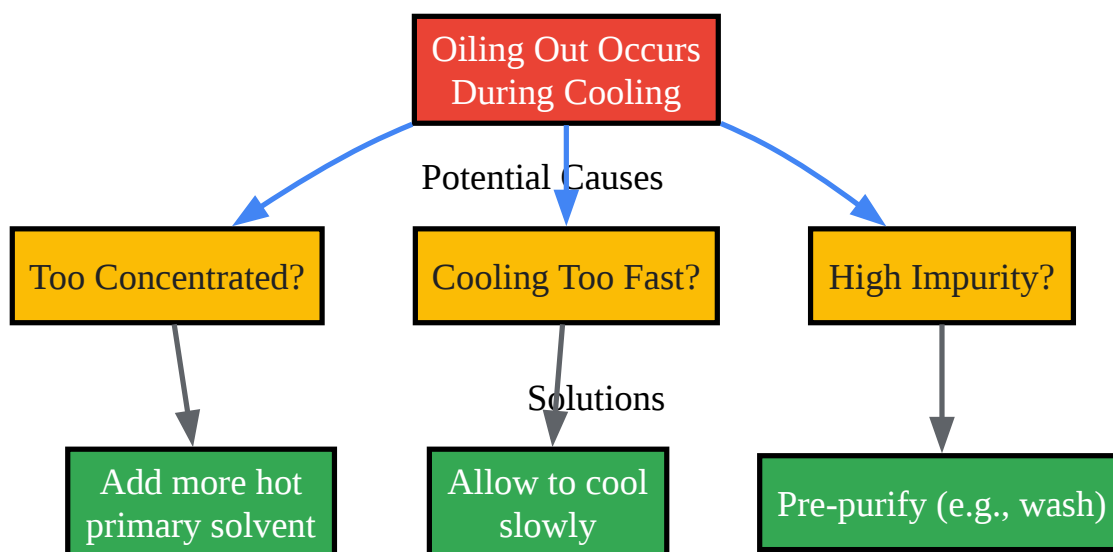 Oiling Out Occurs
During Cooling
Potential Causes
Too Concentrated?
Cooling Too Fast?
High Impurity?
Solutions
Add more hot
primary solvent
Allow to cool
slowly
Pre-purify (e.g., wash)